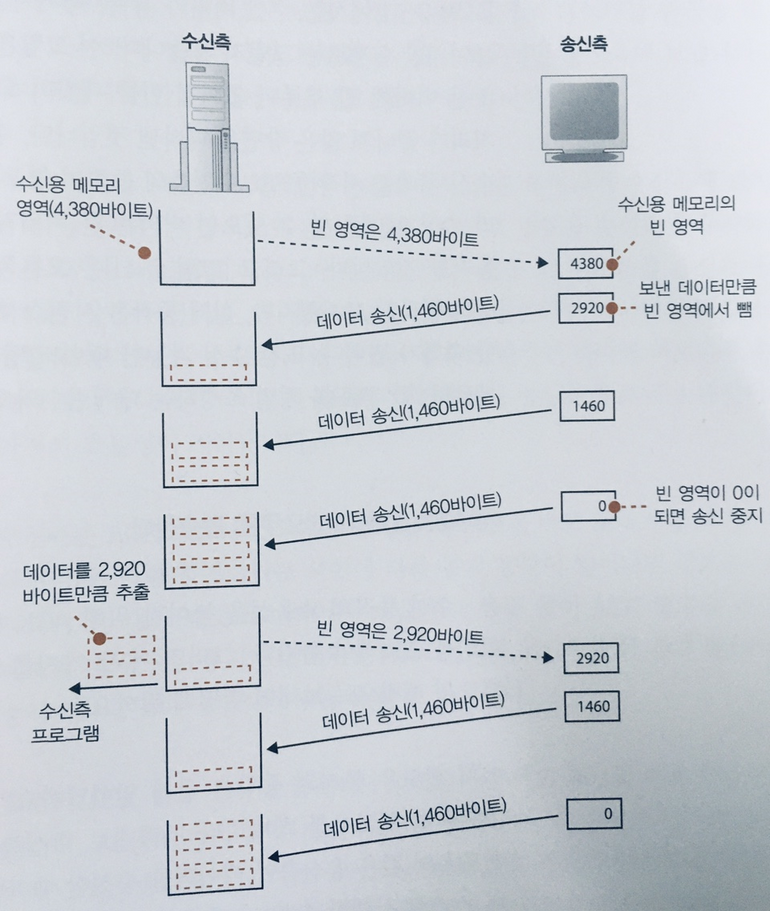 수신측
송신측
수신용 메모리
영역(4,380바이트)
수신용 메모리의
빈 영역
빈 영역은 4,380바이트
4380
보낸 데이터만큼
빈 영역에서 뺌
데이터 송신(1,460바이트)
2920
데이터 송신(1,460바이트)
1460
데이터 송신(1,460바이트)
0
빈 영역이 0이
되면 송신 중지
데이터를 2,920
바이트만큼 추출
빈 영역은 2,920바이트
2920
수신측
프로그램
데이터 송신(1,460바이트)
1460
데이터 송신(1,460바이트)
0